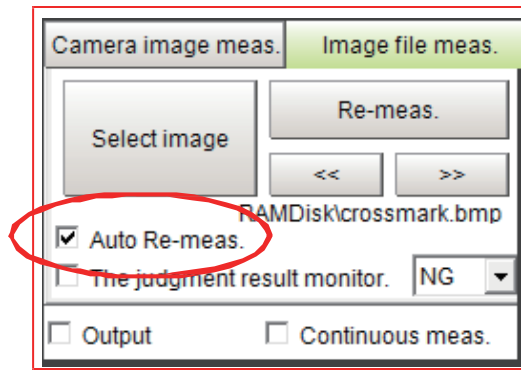 Camera image meas. Image file meas.
Select image
Re-meas.
<< >>
RAMDisk\crossmark.bmp
Auto Re-meas.
The judgment result monitor. NG
Output Continuous meas.